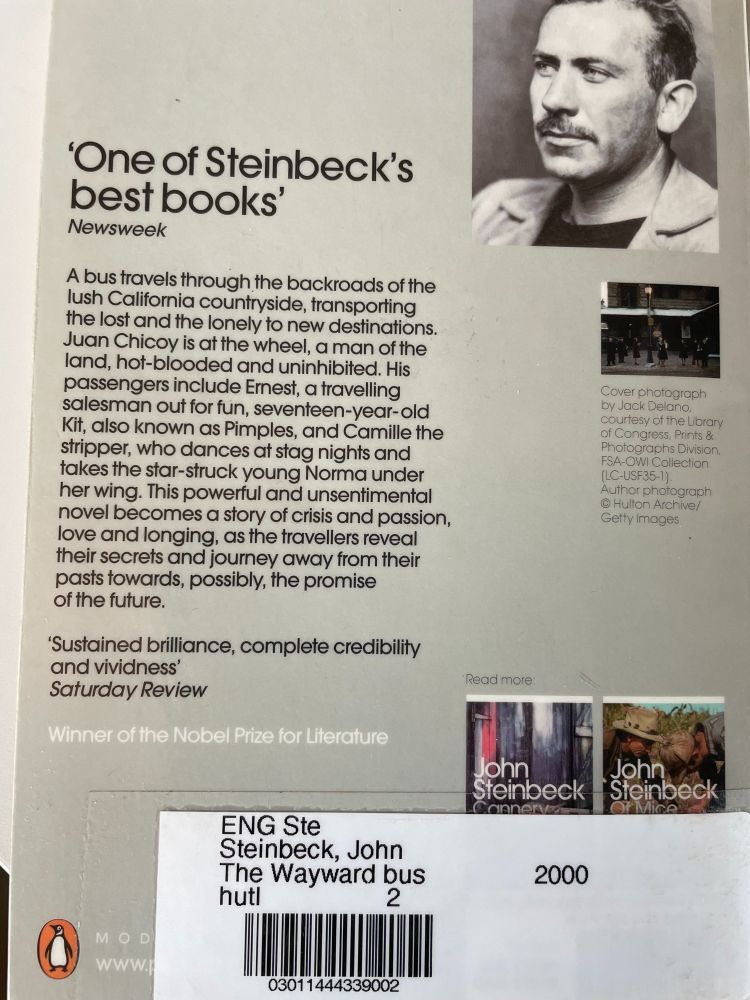 'One of Steinbeck's
best books'
Newsweek
A bus travels through the backroads of the
lush California countryside, transporting
the lost and the lonely to new destinations.
Juan Chicoy is at the wheel, a man of the
land, hot-blooded and uninhibited. His
passengers include Ernest, a travelling
salesman out for fun, seventeen-year-old
Kit, also known as Pimples, and Camille the
stripper, who dances at stag nights and
takes the star-struck young Norma under
her wing. This powerful and unsentimental
novel becomes a story of crisis and passion,
love and longing, as the travellers reveal
their secrets and journey away from their
pasts towards, possibly, the promise
of the future.
'Sustained brilliance, complete credibility
and vividness'
Saturday Review
Winner of the Nobel Prize for Literature
Cover photograph
by Jack Delano,
courtesy of the Library
of Congress, Prints &
Photographs Division,
FSA-OWI Collection
(LC-USF35-1).
Author photograph
© Hulton Archive/
Getty Images
Read more:
John
Steinbeck
Cannery
John
Steinbeck
Of Mice
ENG Ste
Steinbeck, John
The Wayward bus 2000
hutl 2
03011444339002
MOD
www.p